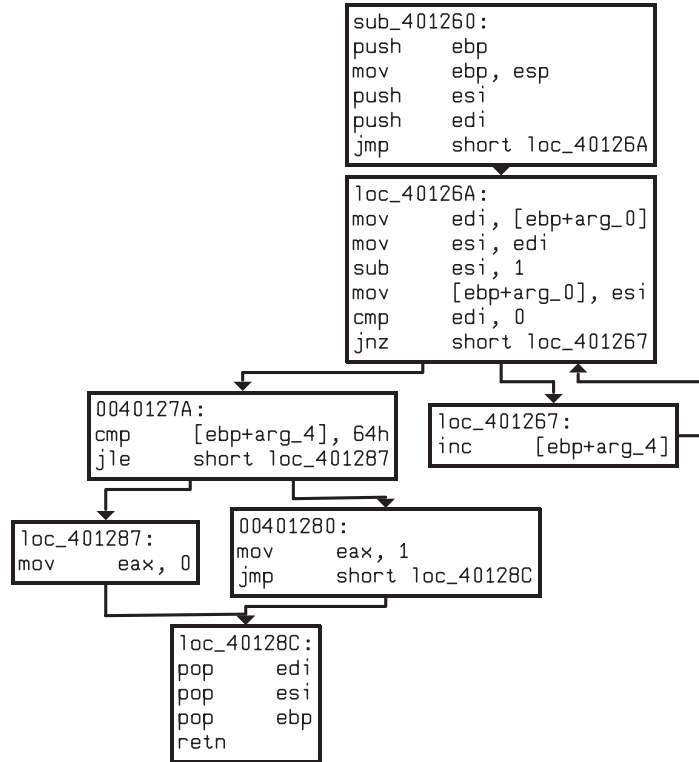 sub_401260:
push ebp
mov ebp, esp
push esi
push edi
jmp short loc_40126A
loc_40126A:
mov edi, [ebp+arg_0]
mov esi, edi
sub esi, 1
mov [ebp+arg_0], esi
cmp edi, 0
jnz short loc_401267
0040127A:
cmp [ebp+arg_4], 64h
jle short loc_401287
loc_401267:
inc [ebp+arg_4]
loc_401287:
mov eax, 0
00401280:
mov eax, 1
jmp short loc_40128C
loc_40128C:
pop edi
pop esi
pop ebp
retn